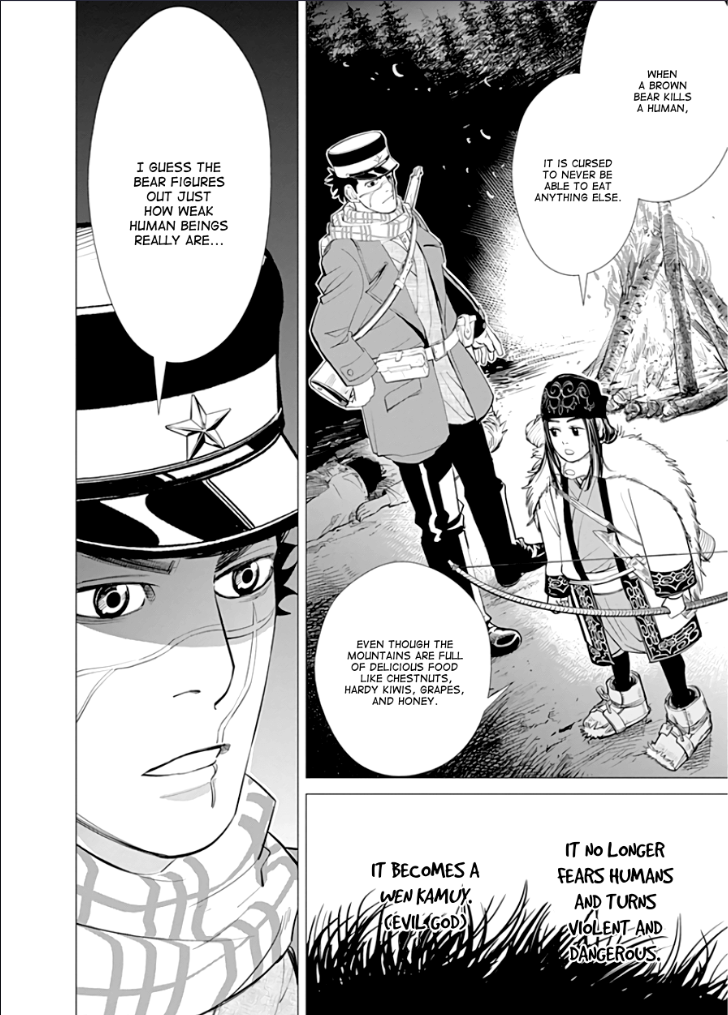 WHEN
A BROWN
BEAR KILLS
A HUMAN,
IT IS CURSED
TO NEVER BE
ABLE TO EAT
ANYTHING ELSE.
EVEN THOUGH THE
MOUNTAINS ARE FULL
OF DELICIOUS FOOD
LIKE CHESTNUTS,
HARDY KIWIS, GRAPES,
AND HONEY.
IT NO LONGER
FEARS HUMANS
AND TURNS
VIOLENT AND
DANGEROUS.
IT BECOMES A
WEN KAMUY.
(EVIL GOD)
I GUESS THE
BEAR FIGURES
OUT JUST
HOW WEAK
HUMAN BEINGS
REALLY ARE...